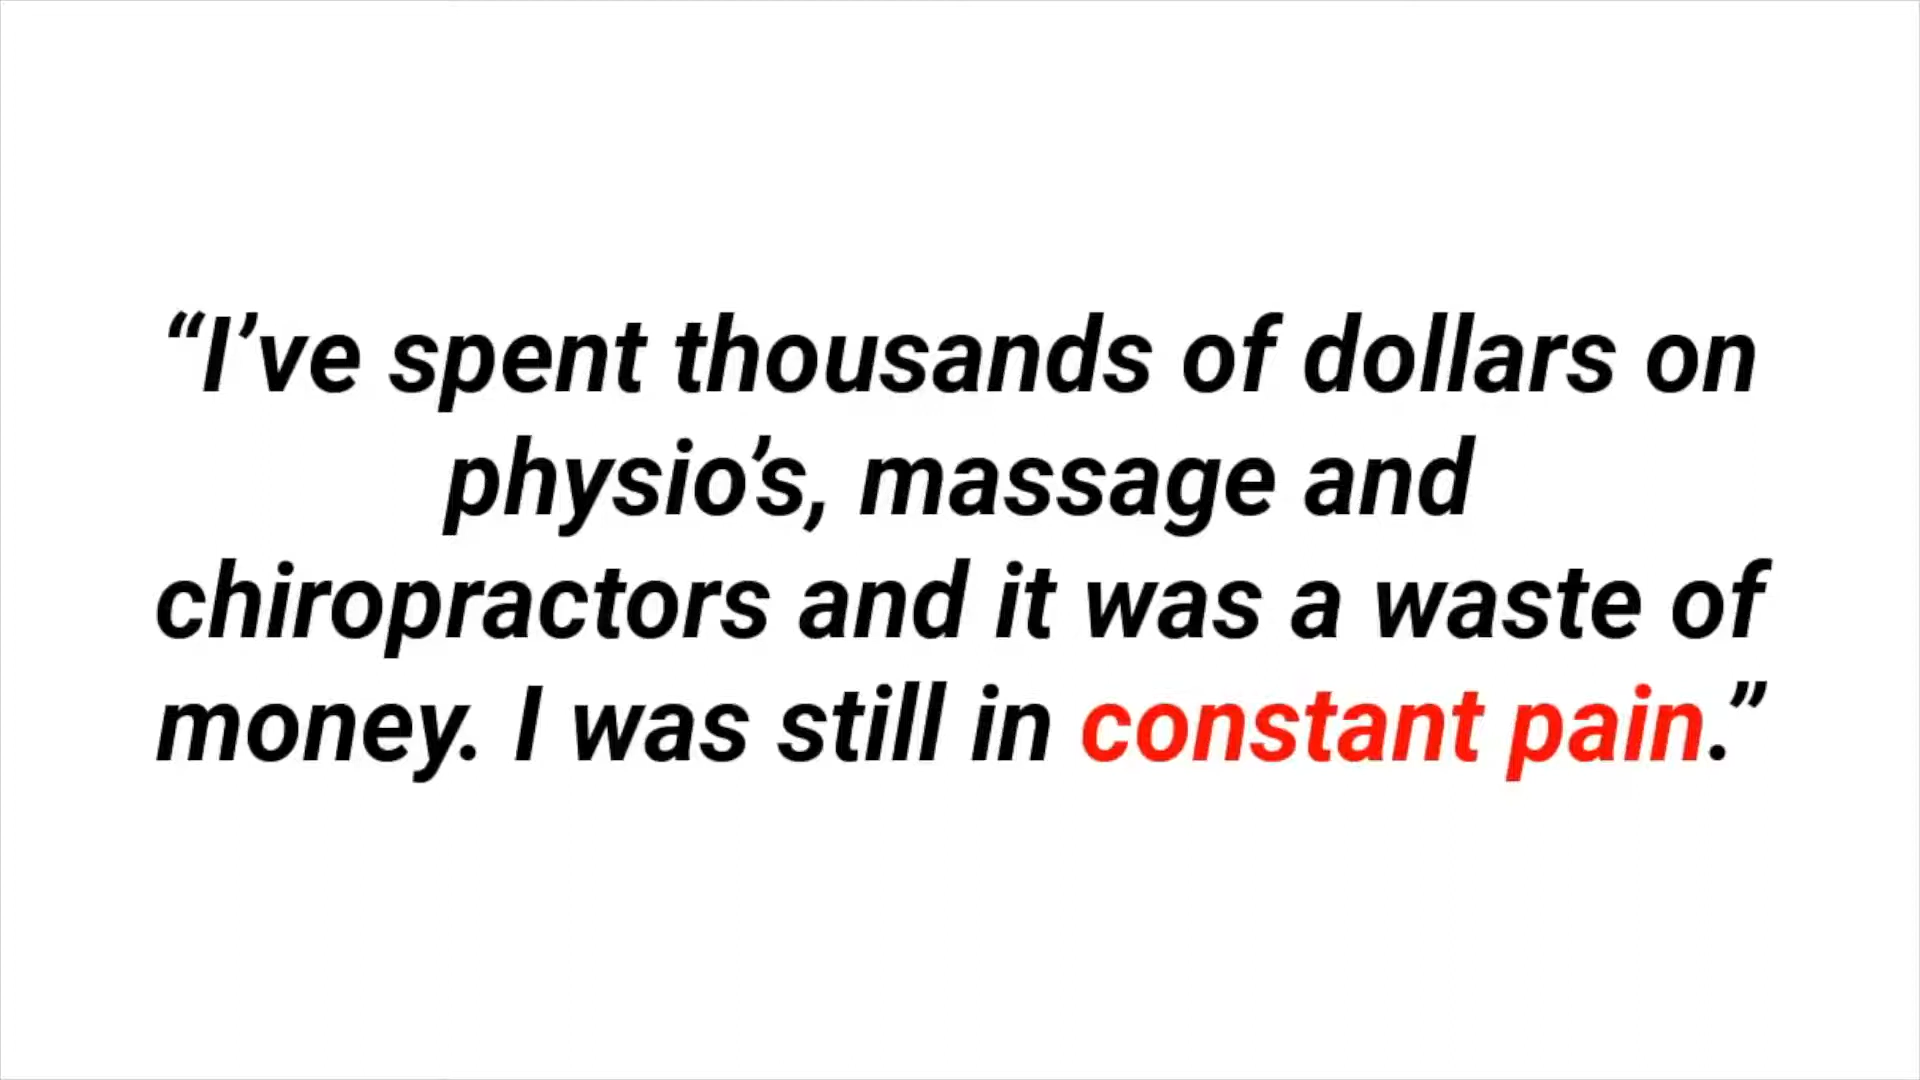 “I’ve spent thousands of dollars on
physio’s, massage and
chiropractors and it was a waste of
money. I was still in constant pain.”